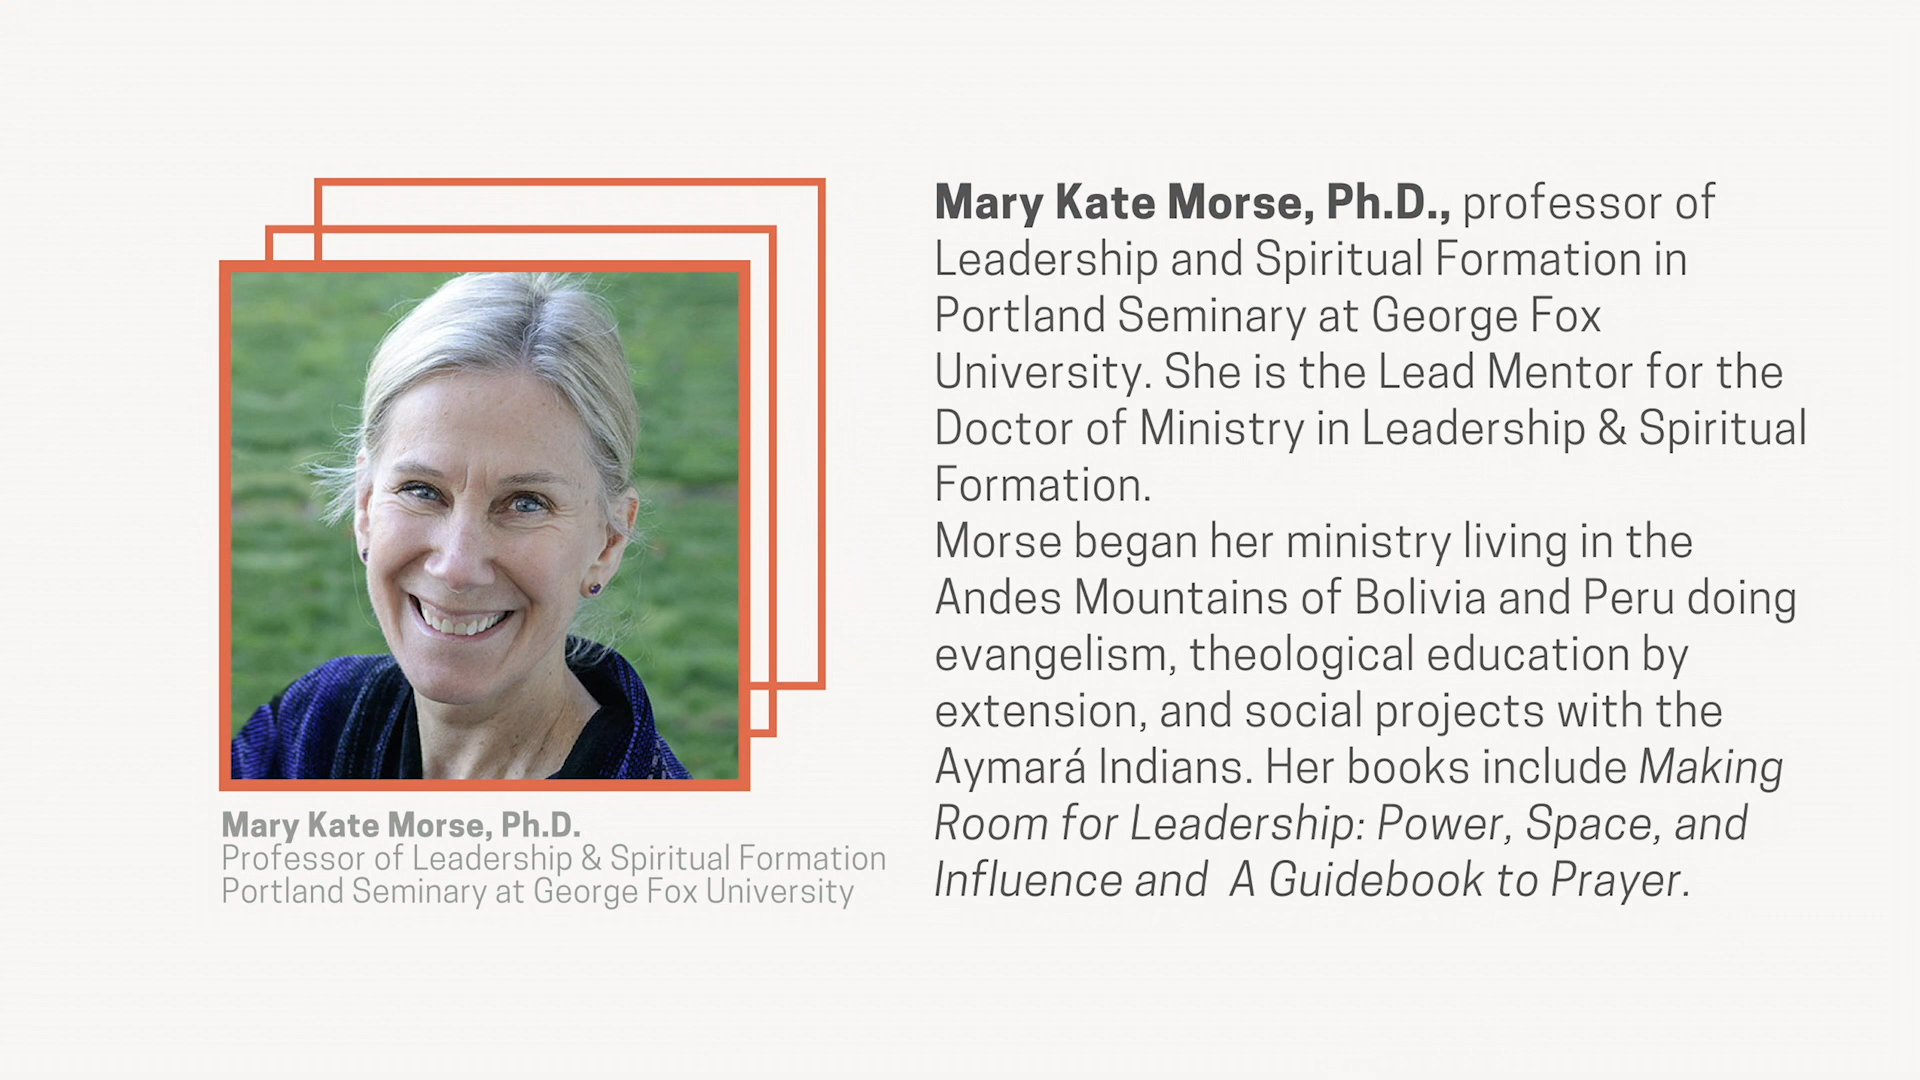 Mary Kate Morse, Ph.D.
Professor of Leadership & Spiritual Formation
Portland Seminary at George Fox University
Mary Kate Morse, Ph.D., professor of
Leadership and Spiritual Formation in
Portland Seminary at George Fox
University. She is the Lead Mentor for the
Doctor of Ministry in Leadership & Spiritual
Formation.
Morse began her ministry living in the
Andes Mountains of Bolivia and Peru doing
evangelism, theological education by
extension, and social projects with the
Aymará Indians. Her books include Making
Room for Leadership: Power, Space, and
Influence and A Guidebook to Prayer.